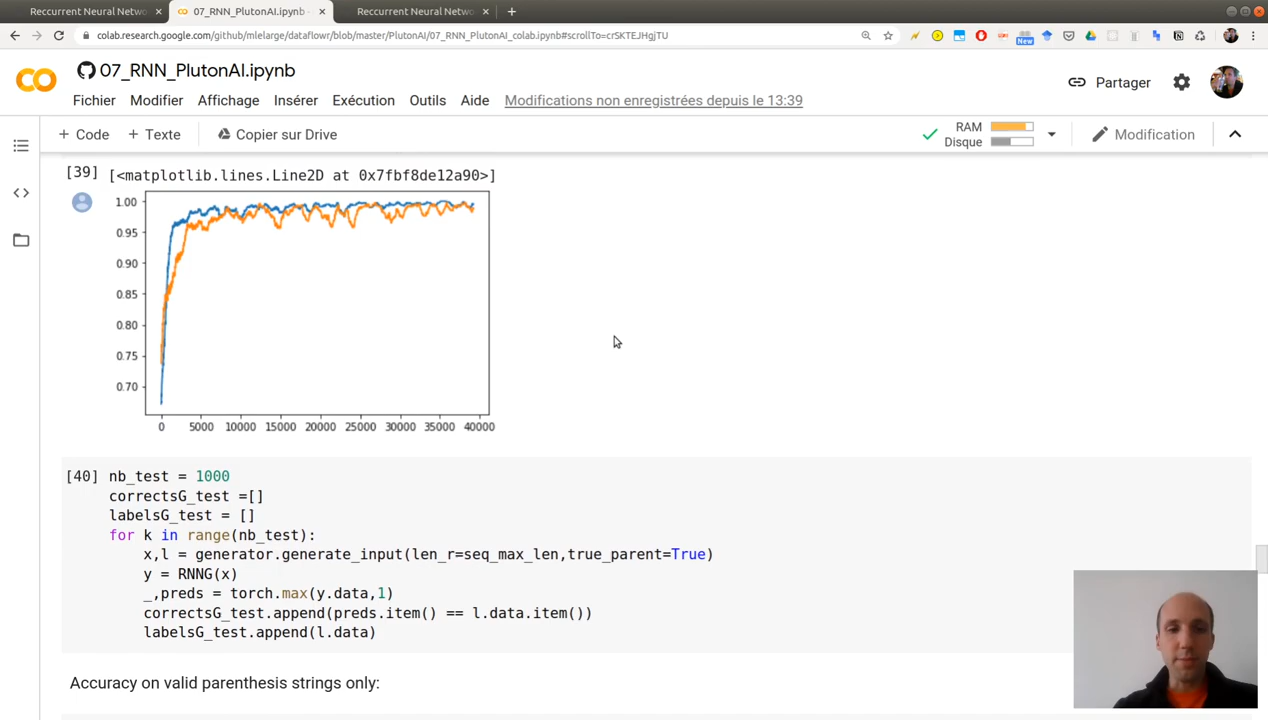 Reccurrent Neural Netwo
07_RNN_PlutonAI.ipynb -
Reccurrent Neural Netwo
colab.research.google.com/github/mlelarge/dataflowr/blob/master/PlutonAI/07_RNN_PlutonAI_colab.ipynb#scrollTo=crSKTEJHgjTU
New
07_RNN_PlutonAI.ipynb
Partager
Fichier Modifier Affichage Insérer Exécution Outils Aide Modifications non enregistrées depuis le 13:39
+ Code + Texte Copier sur Drive
RAM
Disque
Modification
[39] [<matplotlib.lines.Line2D at 0x7fbf8de12a90>]
1.00
0.95
0.90
0.85
0.80
0.75
0.70
0 5000 10000 15000 20000 25000 30000 35000 40000
[40] nb_test = 1000
correctsG_test =[]
labelsG_test = []
for k in range(nb_test):
x,l = generator.generate_input(len_r=seq_max_len,true_parent=True)
y = RNNG(x)
_,preds = torch.max(y.data,1)
correctsG_test.append(preds.item() == l.data.item())
labelsG_test.append(l.data)
Accuracy on valid parenthesis strings only: